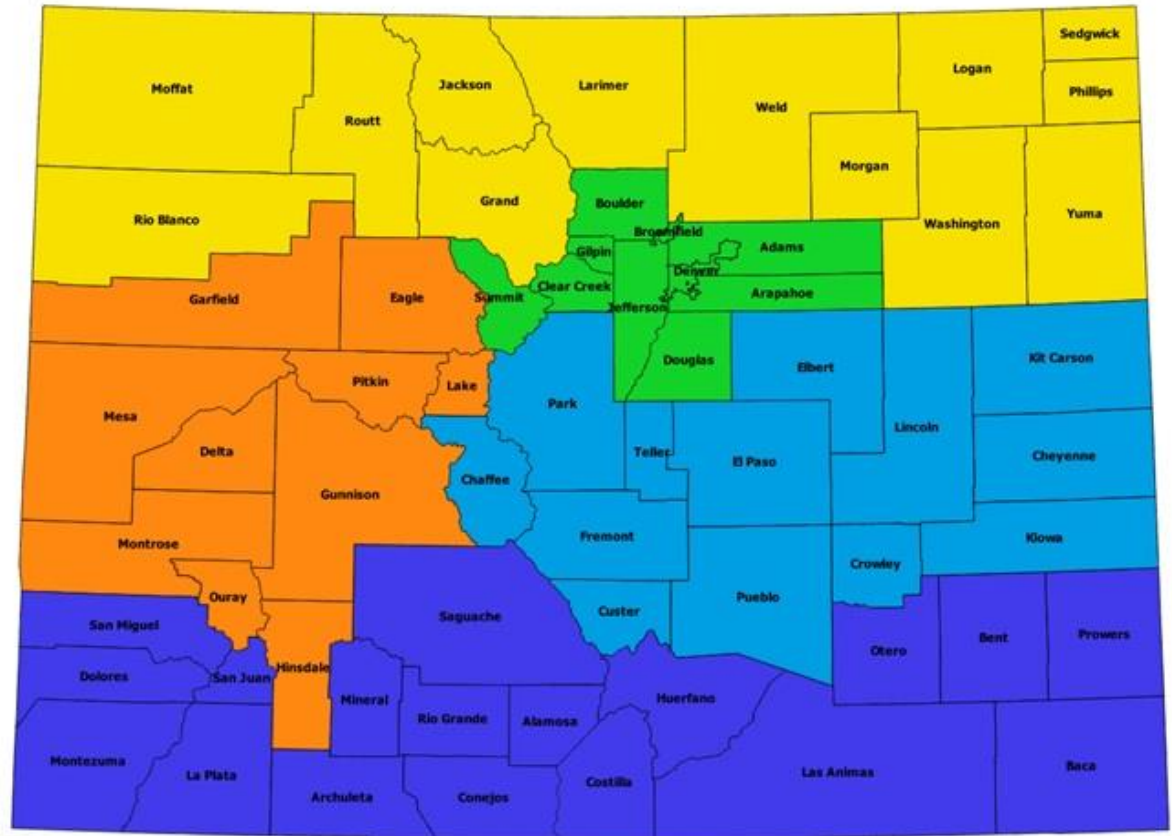 Sedgwick
Logan
Moffat
Jackson
Larimer
Phillips
Weld
Routt
Morgan
Grand
Boulder
Yuma
Rio Blanco
Washington
Broomfield
Adams
Gilpin
Denver
Clear Creek
Arapahoe
Garfield
Eagle
Summit
Jefferson
Douglas
Kit Carson
Elbert
Pitkin
Lake
Park
Mesa
Lincoln
Delta
Teller
El Paso
Cheyenne
Chaffee
Gunnison
Fremont
Kiowa
Montrose
Crowley
Ouray
Pueblo
Custer
Saguache
San Miguel
Prowers
Bent
Otero
Hinsdale
Dolores
San Juan
Mineral
Huerfano
Rio Grande
Alamosa
Montezuma
Baca
Las Animas
La Plata
Costilla
Archuleta
Conejos